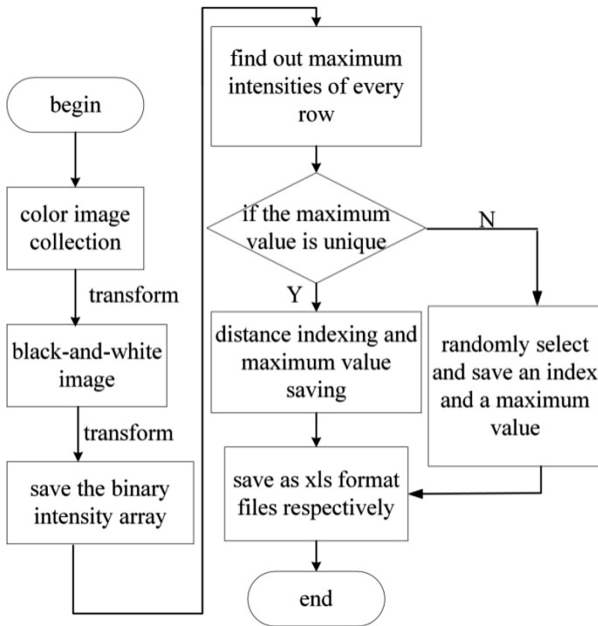 begin
color image
collection
transform
black-and-white
image
transform
save the binary
intensity array
find out maximum
intensities of every
row
if the maximum
value is unique
N
Y
distance indexing and
maximum value
saving
randomly select
and save an index
and a maximum
value
save as xls format
files respectively
end